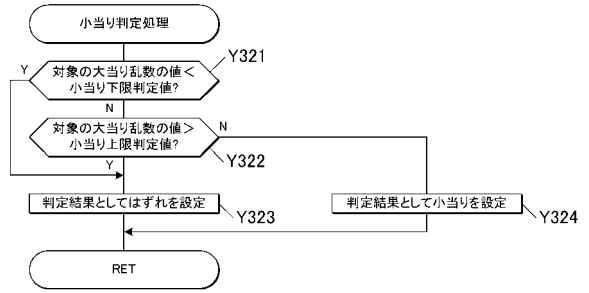 小当り判定処理
Y321
対象の大当り乱数の値＜
小当り下限判定値?
Y
N
対象の大当り乱数の値＞
小当り上限判定値?
N
Y322
Y
判定結果としてはずれを設定
Y323
判定結果として小当りを設定
Y324
RET